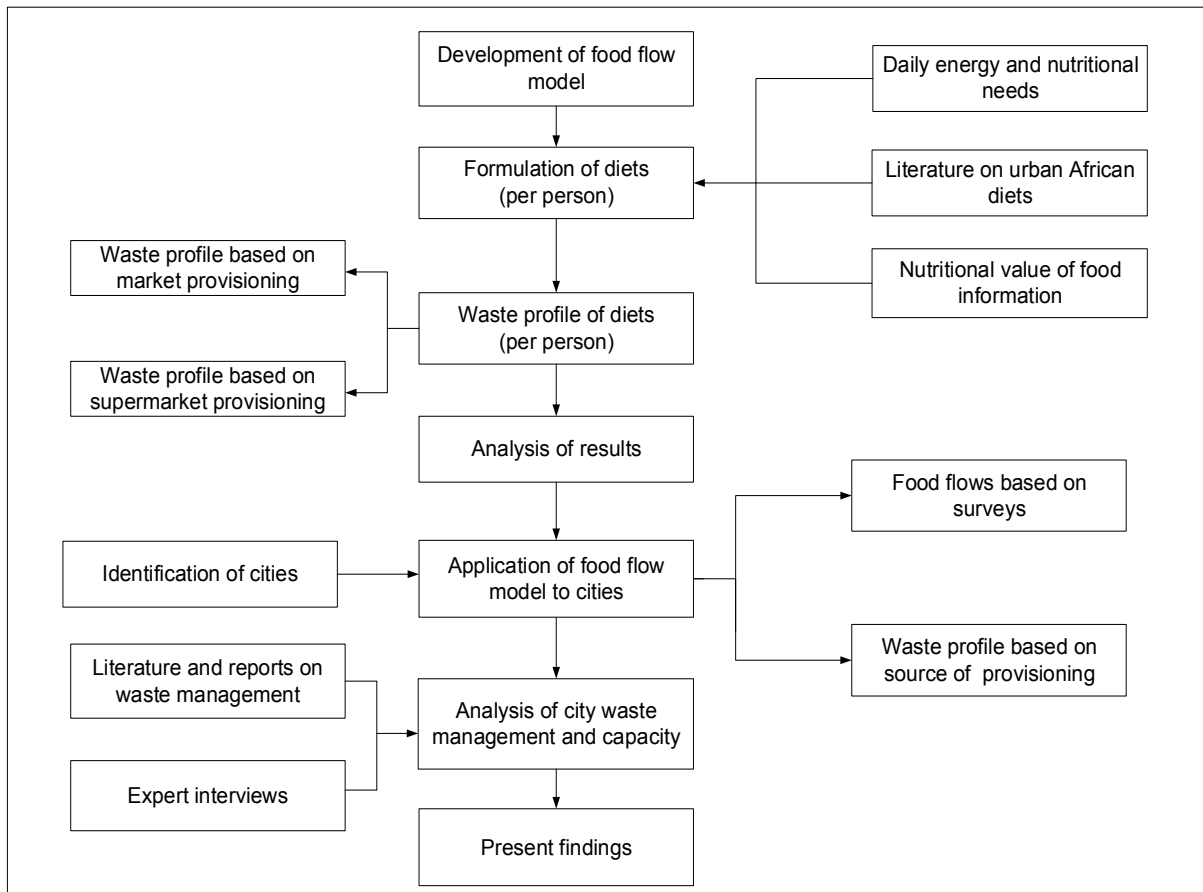 Development of food flow
model
Daily energy and nutritional
needs
Formulation of diets
(per person)
Literature on urban African
diets
Nutritional value of food
information
Waste profile based on
market provisioning
Waste profile of diets
(per person)
Waste profile based on
supermarket provisioning
Analysis of results
Food flows based on
surveys
Identification of cities
Application of food flow
model to cities
Waste profile based on
source of provisioning
Literature and reports on
waste management
Analysis of city waste
management and capacity
Expert interviews
Present findings